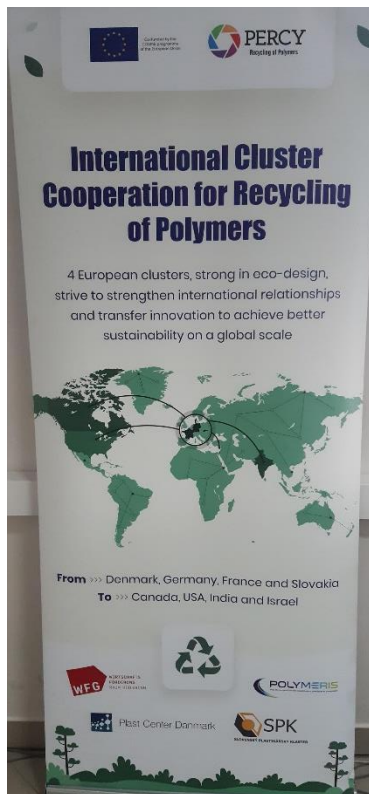 PERCY
Recycling of Polymers
International Cluster
Cooperation for Recycling
of Polymers
4 European clusters, strong in eco-design,
strive to strengthen international relationships
and transfer innovation to achieve better
sustainability on a global scale
From >>> Denmark, Germany, France and Slovakia
To >>> Canada, USA, India and Israel
WFG
POLYMERIS
Plast Center Danmark
SPK